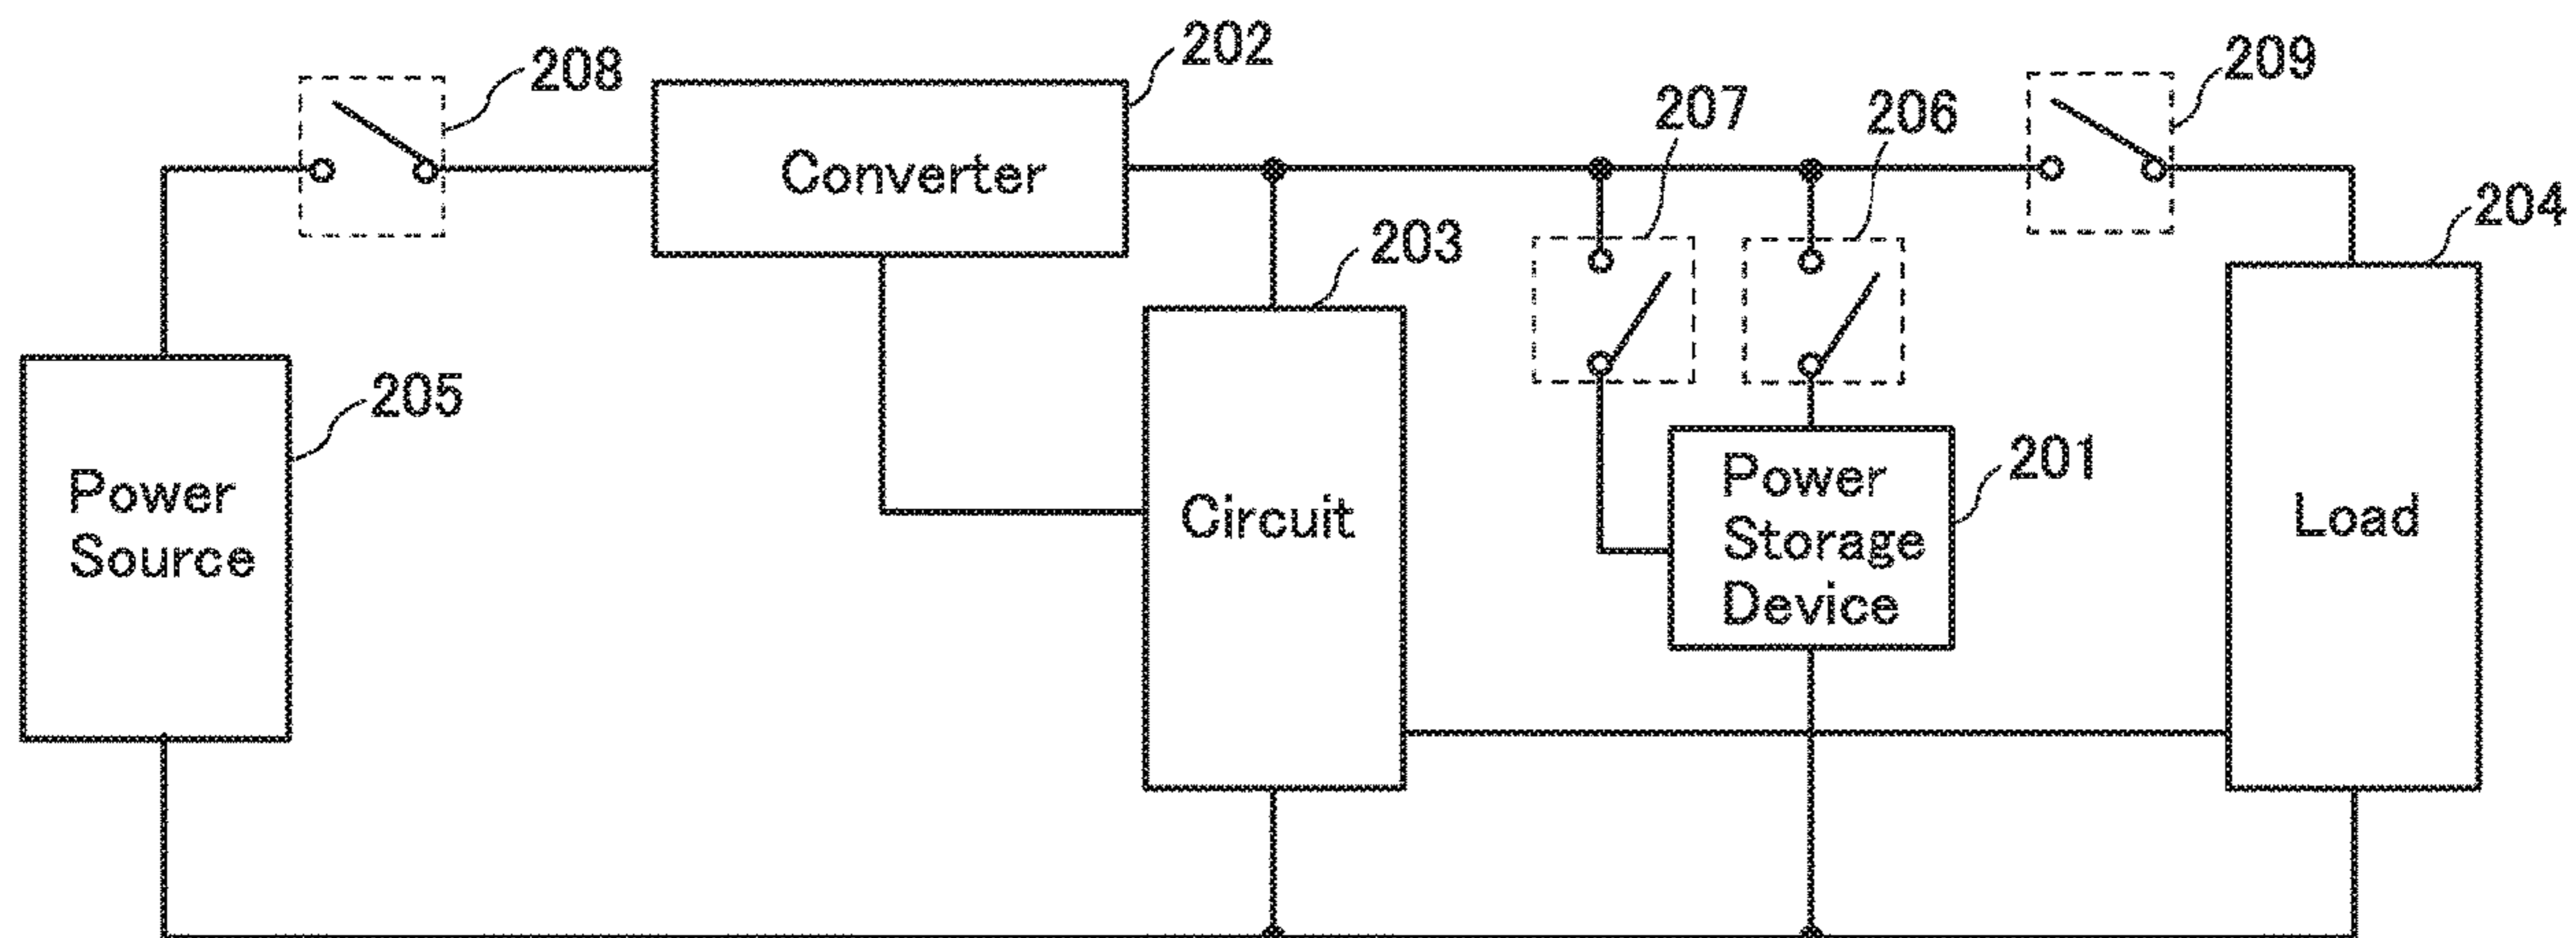 202
208
209
207
206
Converter
204
203
205
201
Power
Source
Circuit
Power
Storage
Device
Load